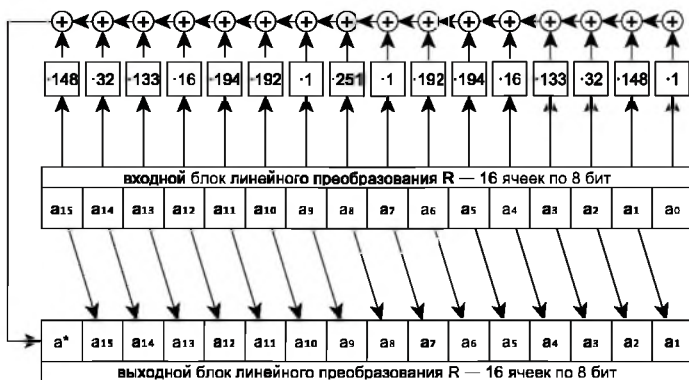 + + + + + + + + + + + + + + + +
·148 ·32 ·133 ·16 ·194 ·192 ·1 ·251 ·1 ·192 ·194 ·16 ·133 ·32 ·148 ·1
входной блок линейного преобразования R — 16 ячеек по 8 бит
a15 a14 a13 a12 a11 a10 a9 a8 a7 a6 a5 a4 a3 a2 a1 a0
a* a15 a14 a13 a12 a11 a10 a9 a8 a7 a6 a5 a4 a3 a2 a1
выходной блок линейного преобразования R — 16 ячеек по 8 бит